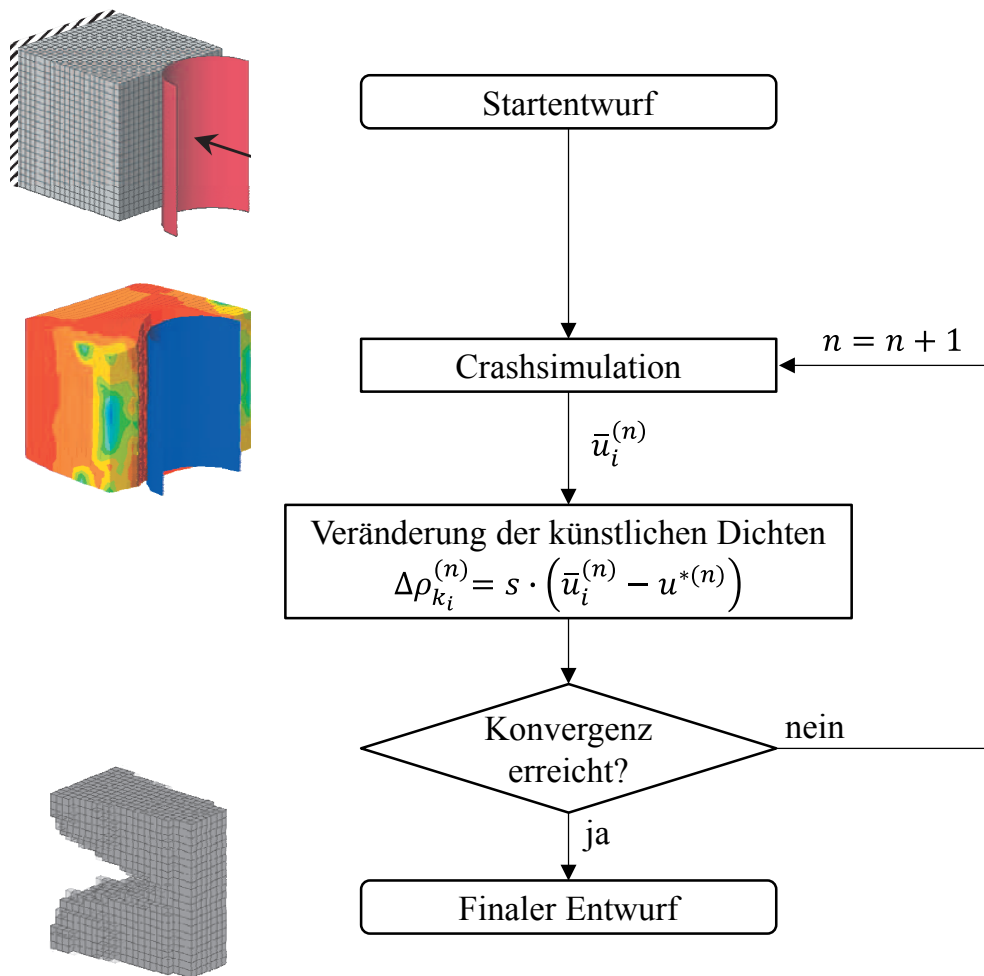 Startentwurf
n = n + 1
Crashsimulation
ū_i^(n)
Veränderung der künstlichen Dichten
Δρ_{k_i}^(n) = s · (ū_i^(n) − u^{*(n)})
Konvergenz
erreicht?
nein
ja
Finaler Entwurf